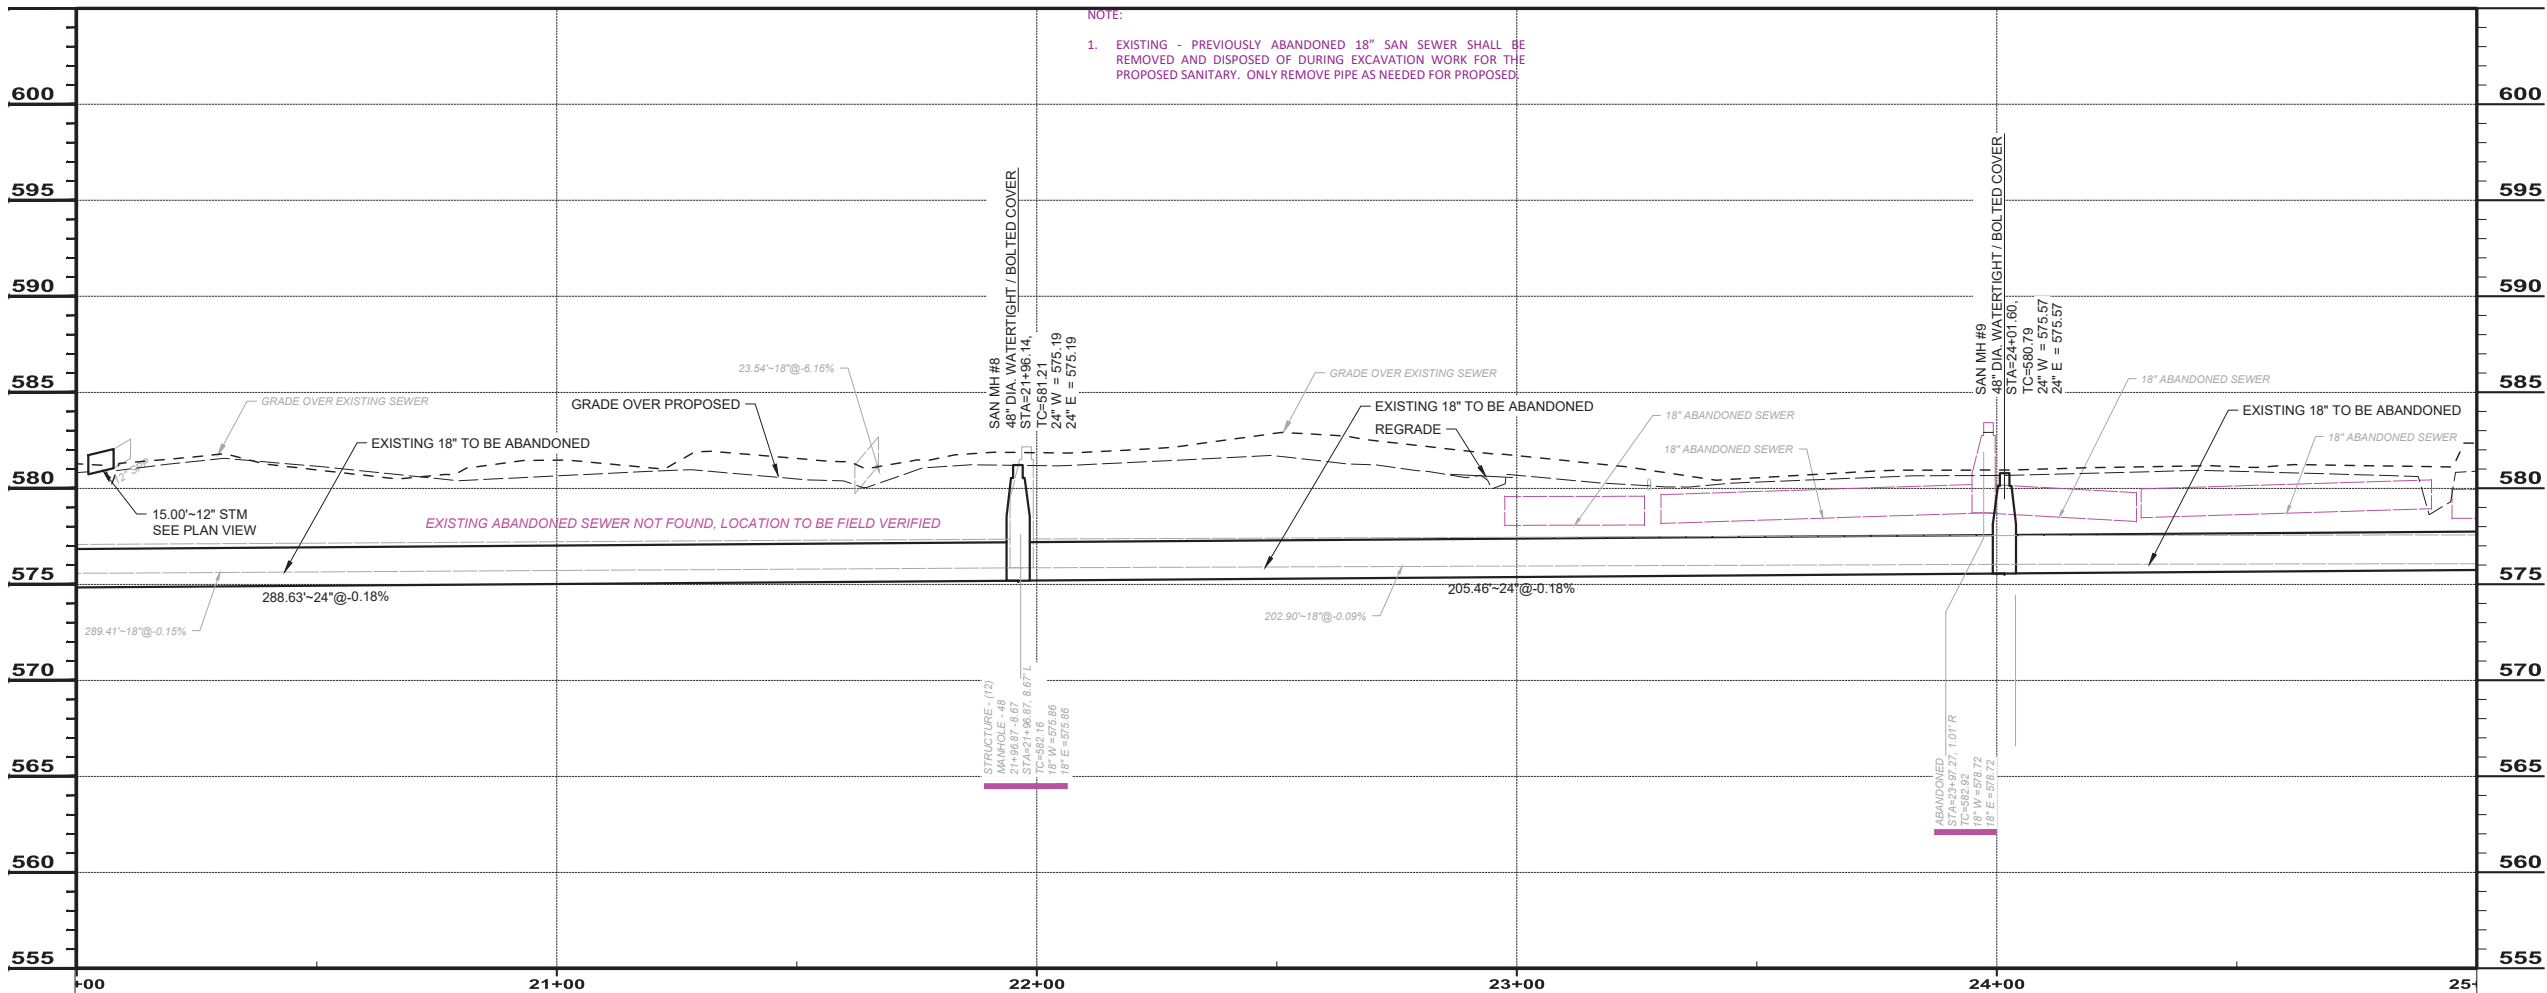 NOTE:
1. EXISTING - PREVIOUSLY ABANDONED 18" SAN SEWER SHALL BE
REMOVED AND DISPOSED OF DURING EXCAVATION WORK FOR THE
PROPOSED SANITARY. ONLY REMOVE PIPE AS NEEDED FOR PROPOSED.
600
595
590
585
580
575
570
565
560
555
600
595
590
585
580
575
570
565
560
555
+00
21+00
22+00
23+00
24+00
25-
GRADE OVER EXISTING SEWER
EXISTING 18" TO BE ABANDONED
12"
15.00'~12" STM
SEE PLAN VIEW
GRADE OVER PROPOSED
23.54'~18"@-6.16%
EXISTING ABANDONED SEWER NOT FOUND, LOCATION TO BE FIELD VERIFIED
288.63'~24"@-0.18%
289.41'~18"@-0.15%
SAN MH #8
48" DIA. WATERTIGHT / BOLTED COVER
STA=21+96.14,
TC=581.21
24" W = 575.19
24" E = 575.19
GRADE OVER EXISTING SEWER
EXISTING 18" TO BE ABANDONED
REGRADE
18" ABANDONED SEWER
18" ABANDONED SEWER
205.46'~24"@-0.18%
202.90'~18"@-0.09%
STRUCTURE - (12)
MANHOLE - 48
21+96.87 -8.67
STA=21+96.87, 8.67' L
TC=582.16
18" W =575.86
18" E =575.86
SAN MH #9
48" DIA. WATERTIGHT / BOLTED COVER
STA=24+01.60,
TC=580.79
24" W = 575.57
24" E = 575.57
18" ABANDONED SEWER
EXISTING 18" TO BE ABANDONED
18" ABANDONED SEWER
ABANDONED
STA=23+97.27, 1.01' R
TC=582.92
18" W =578.72
18" E =578.72